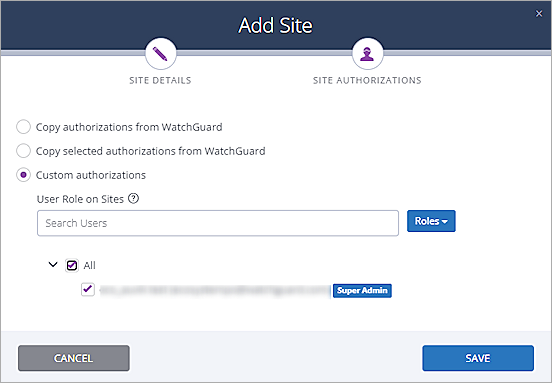 Add Site
SITE DETAILS
SITE AUTHORIZATIONS
Copy authorizations from WatchGuard
Copy selected authorizations from WatchGuard
Custom authorizations
User Role on Sites
Search Users
Roles
All
Super Admin
CANCEL
SAVE